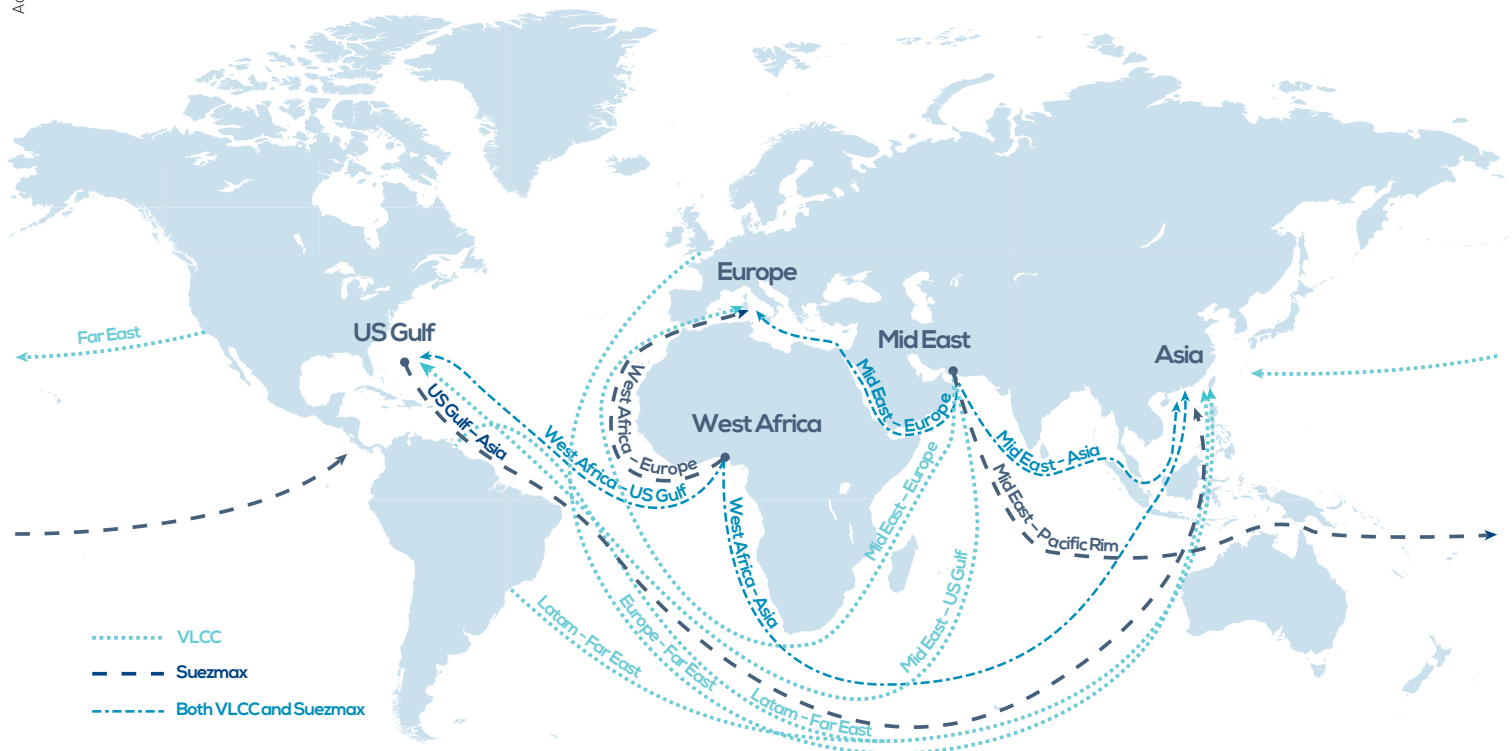 Ac
Europe
Far East
US Gulf
Mid East
Asia
West Africa
US Gulf – Asia
West Africa – Europe
West Africa – US Gulf
West Africa – Asia
Mid East – Europe
Mid East – Asia
Mid East – Pacific Rim
Mid East – Europe
Mid East – US Gulf
Latam – Far East
Europe – Far East
Latam – Far East
VLCC
Suezmax
Both VLCC and Suezmax